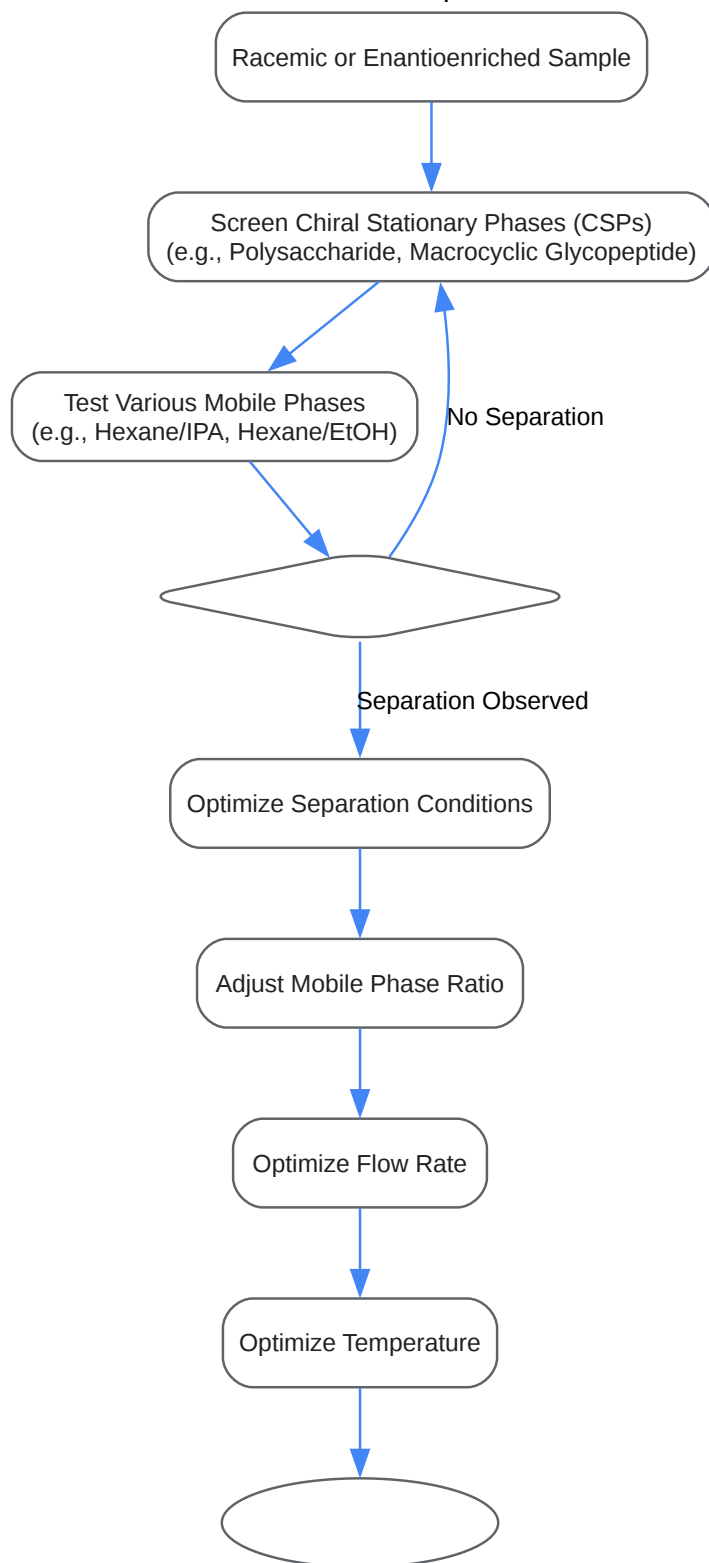 Racemic or Enantioenriched Sample
Screen Chiral Stationary Phases (CSPs)
(e.g., Polysaccharide, Macrocyclic Glycopeptide)
Test Various Mobile Phases
(e.g., Hexane/IPA, Hexane/EtOH)
No Separation
Separation Observed
Optimize Separation Conditions
Adjust Mobile Phase Ratio
Optimize Flow Rate
Optimize Temperature